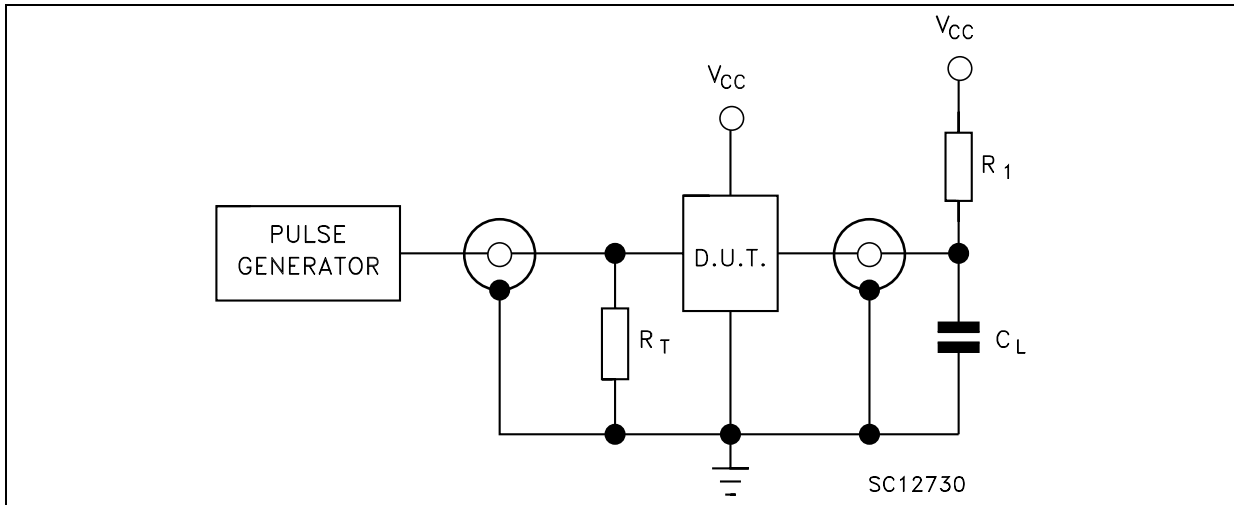 VCC
VCC
R1
PULSE
GENERATOR
D.U.T.
RT
CL
SC12730